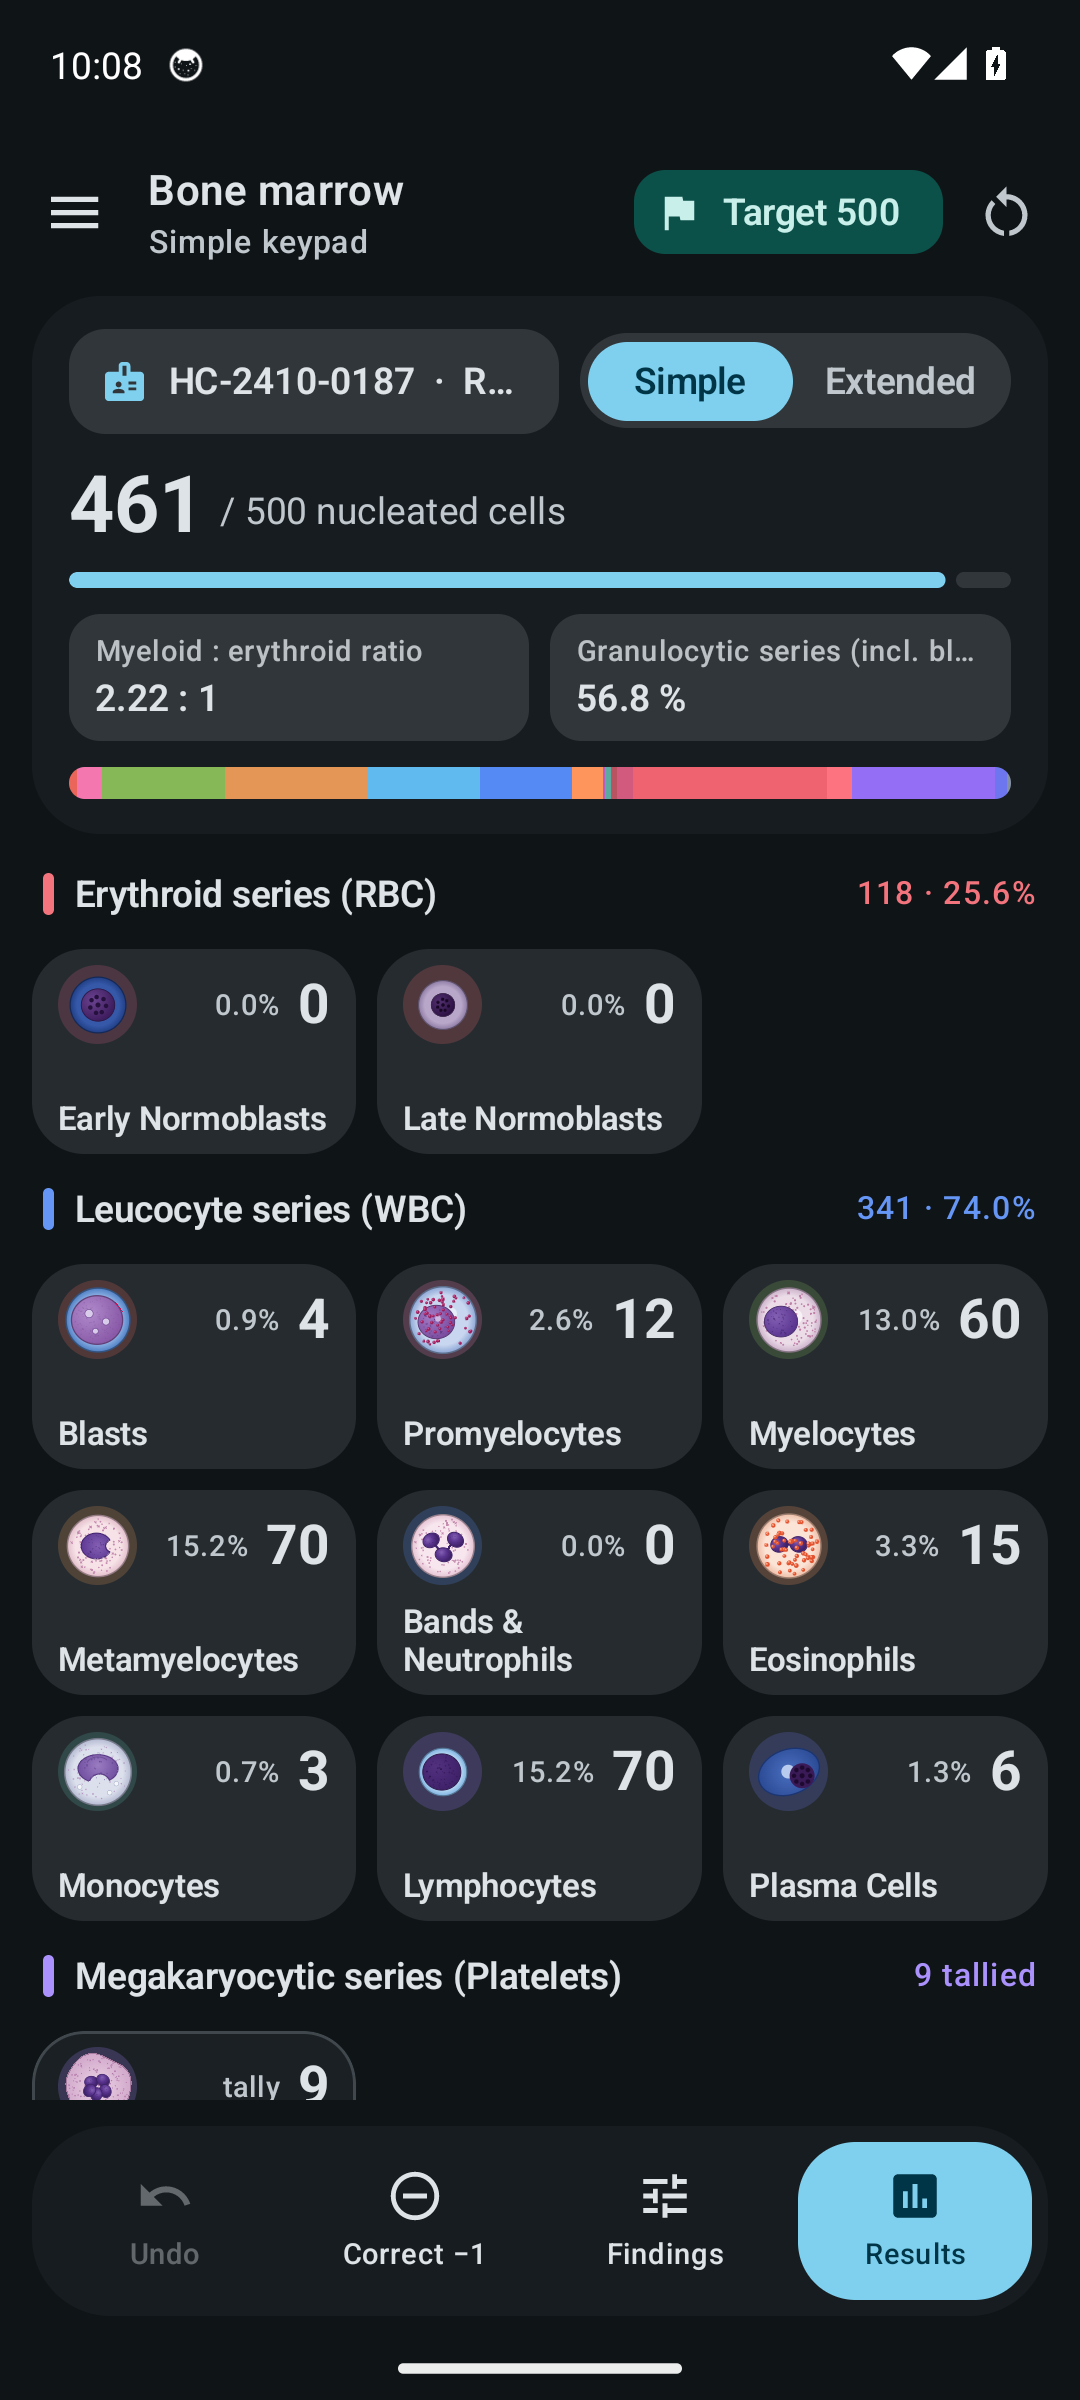 10:08
Bone marrow
Simple keypad
Target 500
HC-2410-0187 · R…
Simple
Extended
461 / 500 nucleated cells
Myeloid : erythroid ratio
2.22 : 1
Granulocytic series (incl. bl…
56.8 %
Erythroid series (RBC)
118 · 25.6%
0.0% 0
Early Normoblasts
0.0% 0
Late Normoblasts
Leucocyte series (WBC)
341 · 74.0%
0.9% 4
Blasts
2.6% 12
Promyelocytes
13.0% 60
Myelocytes
15.2% 70
Metamyelocytes
0.0% 0
Bands &
Neutrophils
3.3% 15
Eosinophils
0.7% 3
Monocytes
15.2% 70
Lymphocytes
1.3% 6
Plasma Cells
Megakaryocytic series (Platelets)
9 tallied
tally 9
Undo
Correct −1
Findings
Results